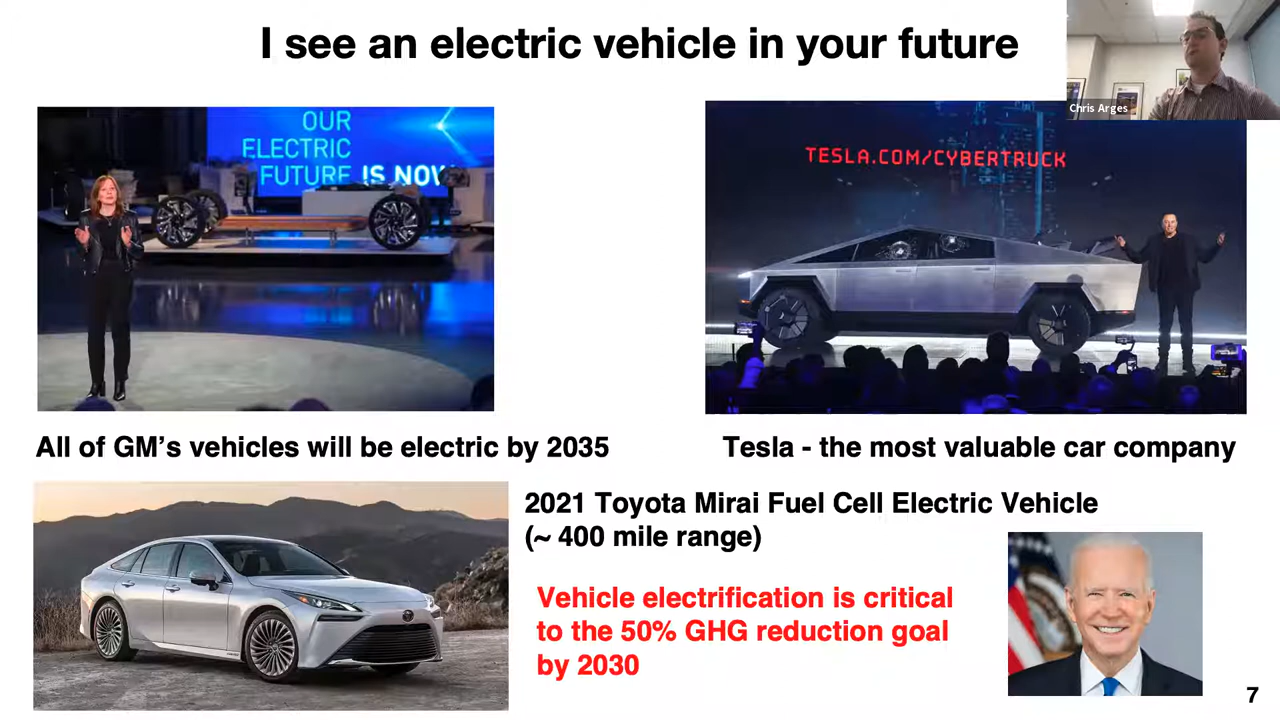 I see an electric vehicle in your future
Chris Arges
OUR
ELECTRIC
FUTURE IS NOW
TESLA.COM/CYBERTRUCK
All of GM’s vehicles will be electric by 2035
Tesla - the most valuable car company
2021 Toyota Mirai Fuel Cell Electric Vehicle
(~ 400 mile range)
Vehicle electrification is critical
to the 50% GHG reduction goal
by 2030
7